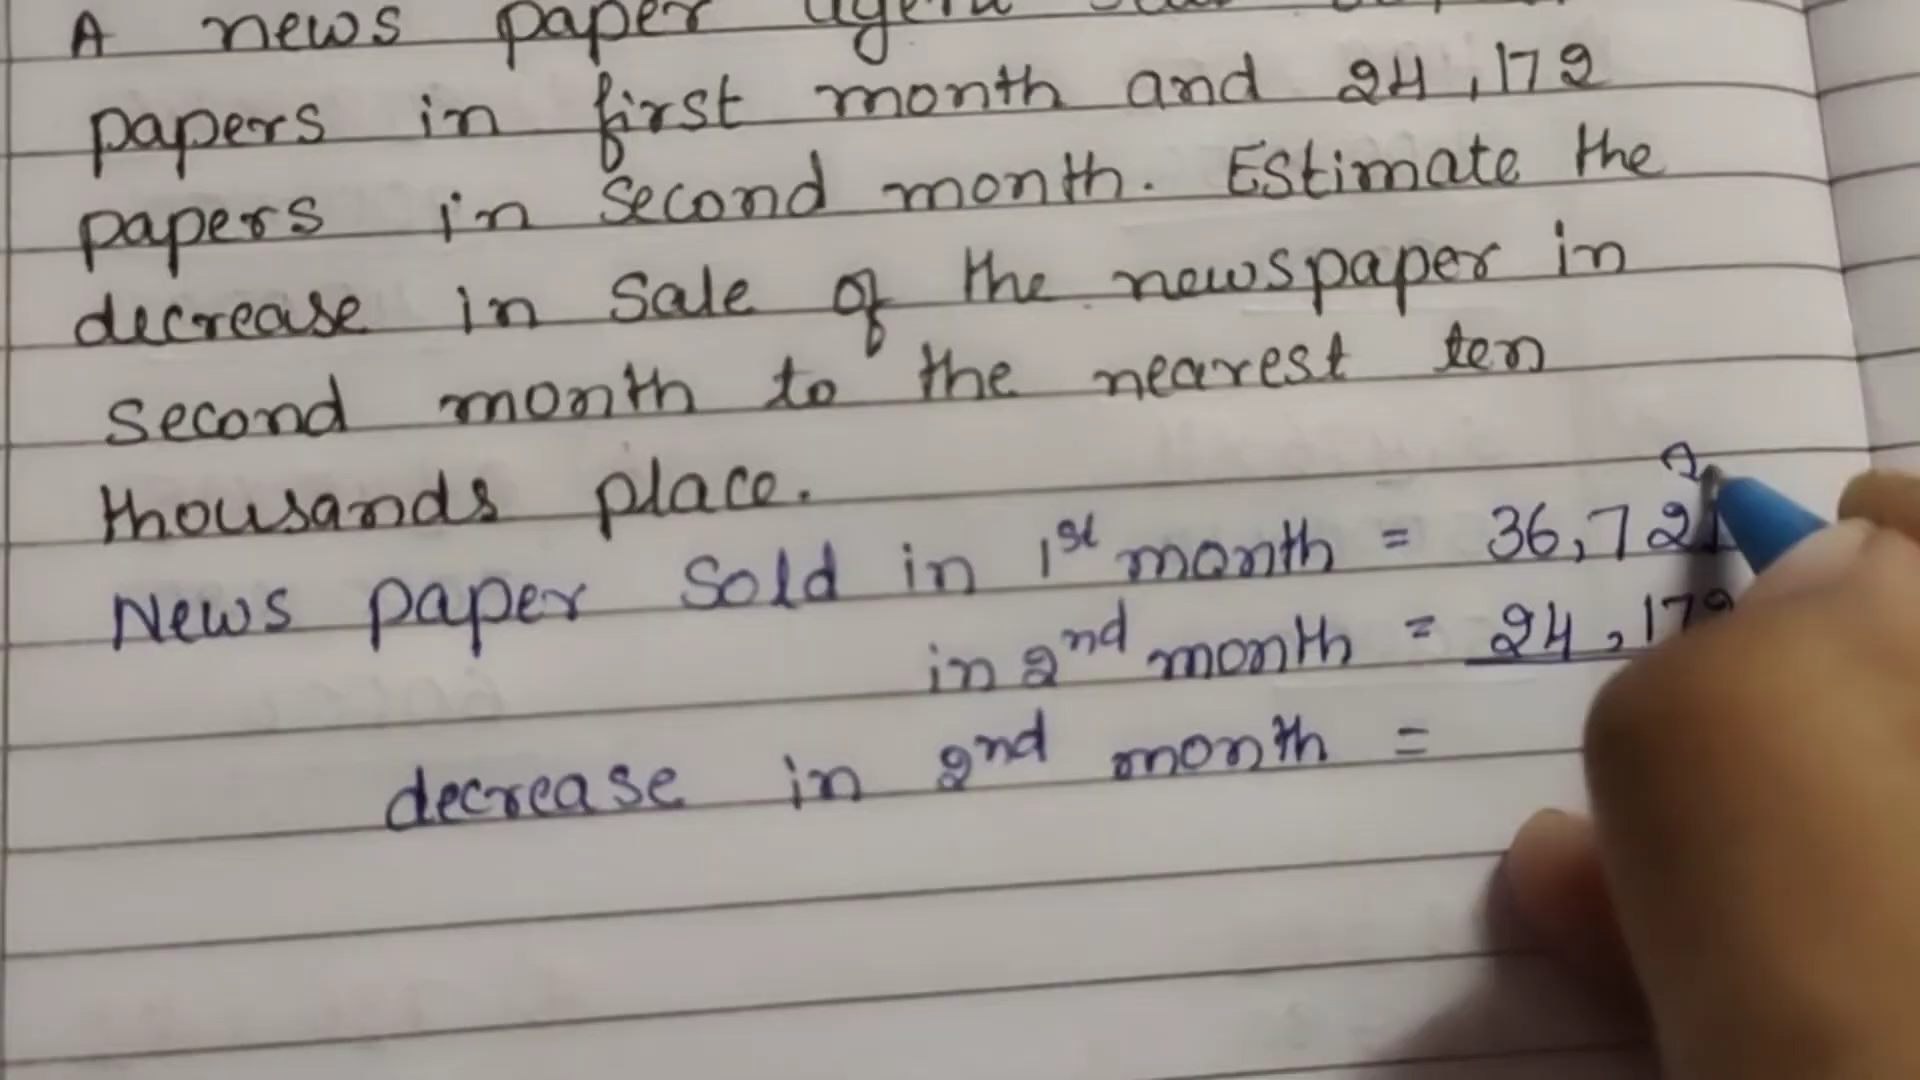 A news paper agent
papers in first month and 24,172
papers in second month. Estimate the
decrease in Sale of the newspaper in
second month to the nearest ten
thousands place.
News paper Sold in 1st month = 36,72
in 2nd month = 24,172
decrease in 2nd month =